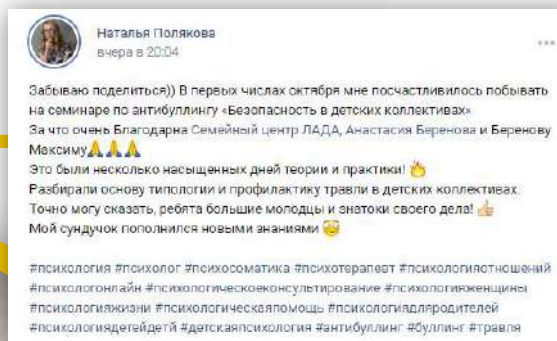 Наталья Полякова
вчера в 20:04
Забываю поделиться)) В первых числах октября мне посчастливилось побывать
на семинаре по антибуллингу «Безопасность в детских коллективах»
За что очень Благодарна Семейный центр ЛАДА, Анастасия Беренова и Беренову
Максиму🙏🙏🙏
Это были несколько насыщенных дней теории и практики! 🔥
Разбирали основу типологии и профилактику травли в детских коллективах.
Точно могу сказать, ребята большие молодцы и знатоки своего дела! 👍
Мой сундучок пополнился новыми знаниями 😇
#психология #психолог #психосоматика #психотерапевт #психологияотношений
#психологонлайн #психологическоеконсультирование #психологияженщины
#психологияжизни #психологическаяпомощь #психологиядляродителей
#психологиядетейдетй #детскаяпсихология #антибуллинг #буллинг #травля